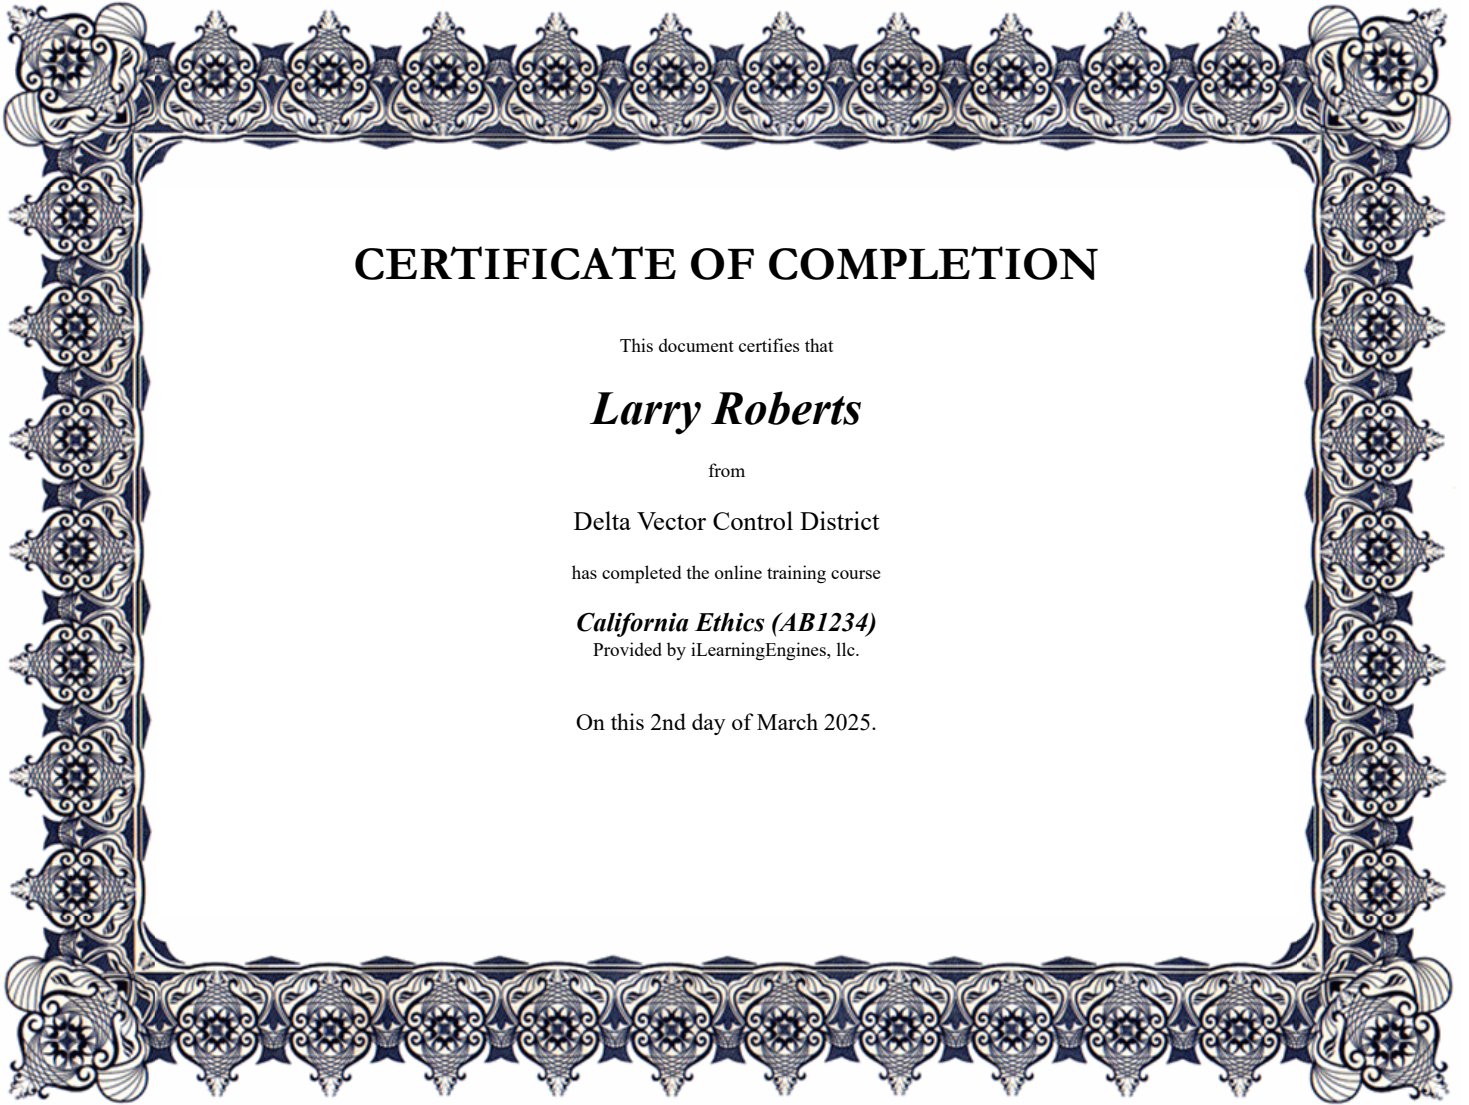 CERTIFICATE OF COMPLETION
This document certifies that
Larry Roberts
from
Delta Vector Control District
has completed the online training course
California Ethics (AB1234)
Provided by iLearningEngines, llc.
On this 2nd day of March 2025.